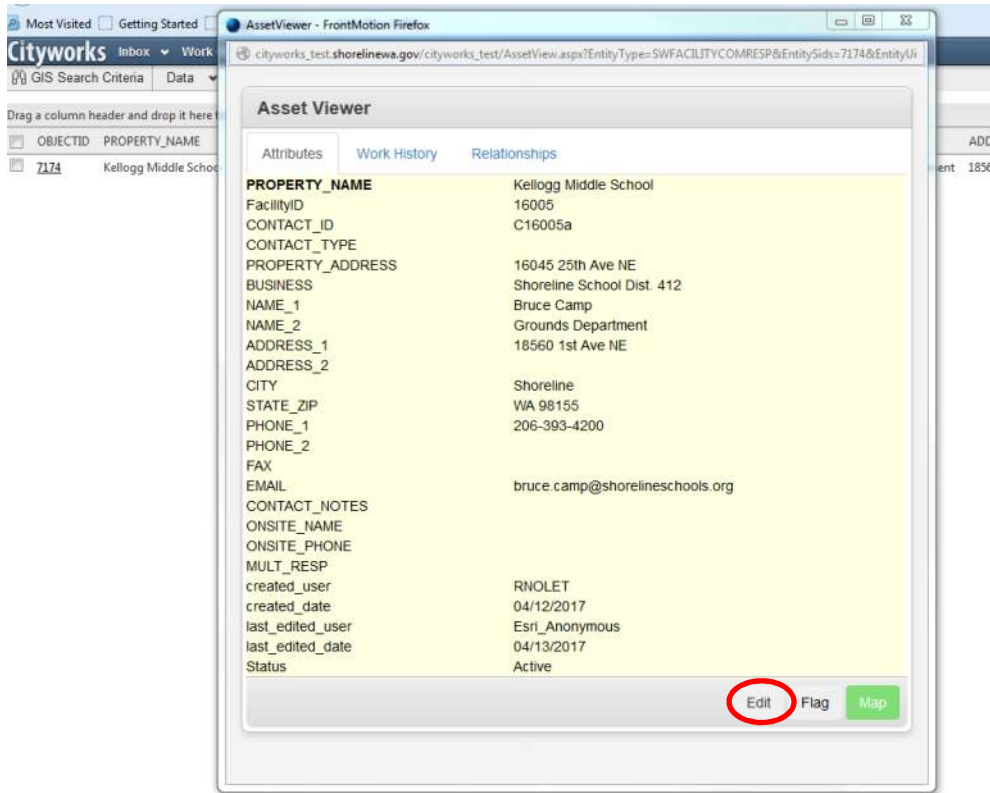 Most Visited Getting Started
AssetViewer - FrontMotion Firefox
Cityworks Inbox Work
cityworks_test.shorelinewa.gov/cityworks_test/AssetView.aspx?EntityType=SWFACILITYCOMRESP&EntitySids=7174&EntityUi
GIS Search Criteria Data
Drag a column header and drop it here t
OBJECTID PROPERTY_NAME ADD
7174 Kellogg Middle Schoo ent 1856
Asset Viewer
Attributes Work History Relationships
PROPERTY_NAME Kellogg Middle School
FacilityID 16005
CONTACT_ID C16005a
CONTACT_TYPE
PROPERTY_ADDRESS 16045 25th Ave NE
BUSINESS Shoreline School Dist. 412
NAME_1 Bruce Camp
NAME_2 Grounds Department
ADDRESS_1 18560 1st Ave NE
ADDRESS_2
CITY Shoreline
STATE_ZIP WA 98155
PHONE_1 206-393-4200
PHONE_2
FAX
EMAIL bruce.camp@shorelineschools.org
CONTACT_NOTES
ONSITE_NAME
ONSITE_PHONE
MULT_RESP
created_user RNOLET
created_date 04/12/2017
last_edited_user Esri_Anonymous
last_edited_date 04/13/2017
Status Active
Edit Flag Map